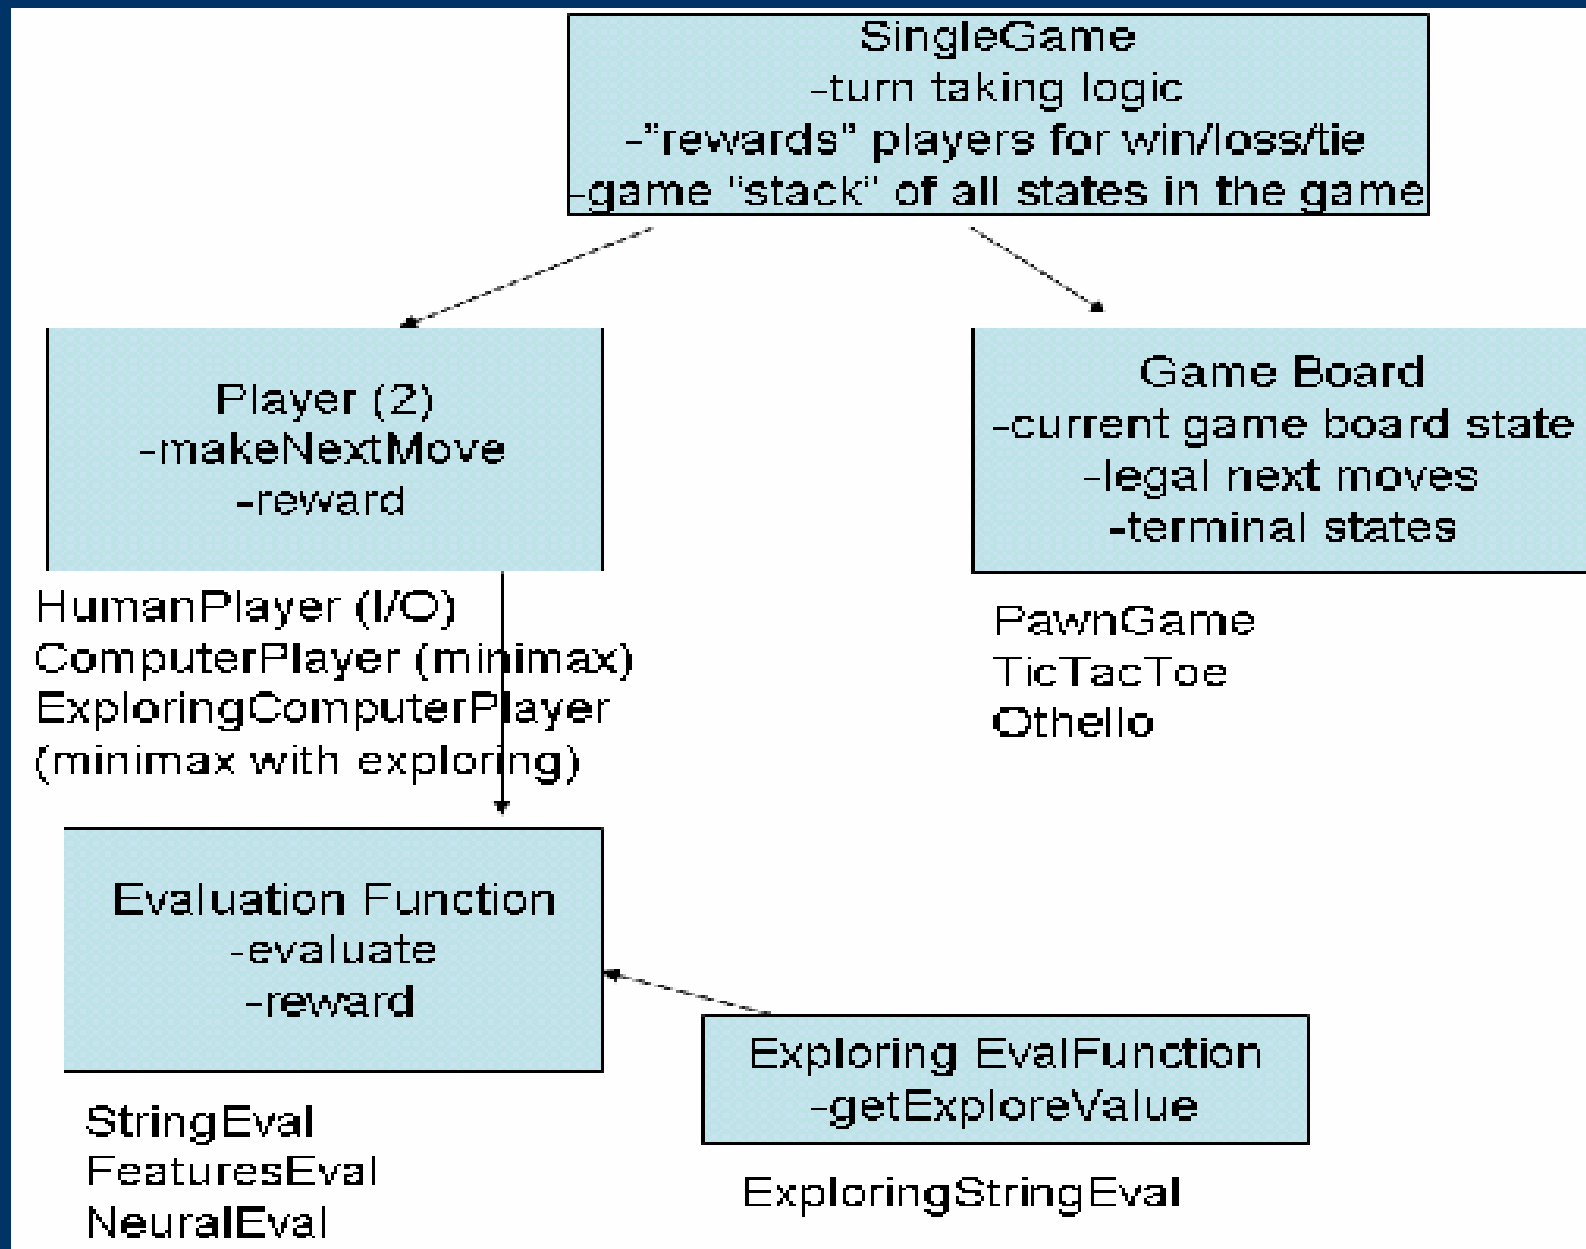 SingleGame
-turn taking logic
-"rewards" players for win/loss/tie
-game "stack" of all states in the game
Player (2)
-makeNextMove
-reward
Game Board
-current game board state
-legal next moves
-terminal states
HumanPlayer (I/O)
ComputerPlayer (minimax)
ExploringComputerPlayer
(minimax with exploring)
PawnGame
TicTacToe
Othello
Evaluation Function
-evaluate
-reward
Exploring EvalFunction
-getExploreValue
StringEval
FeaturesEval
NeuralEval
ExploringStringEval